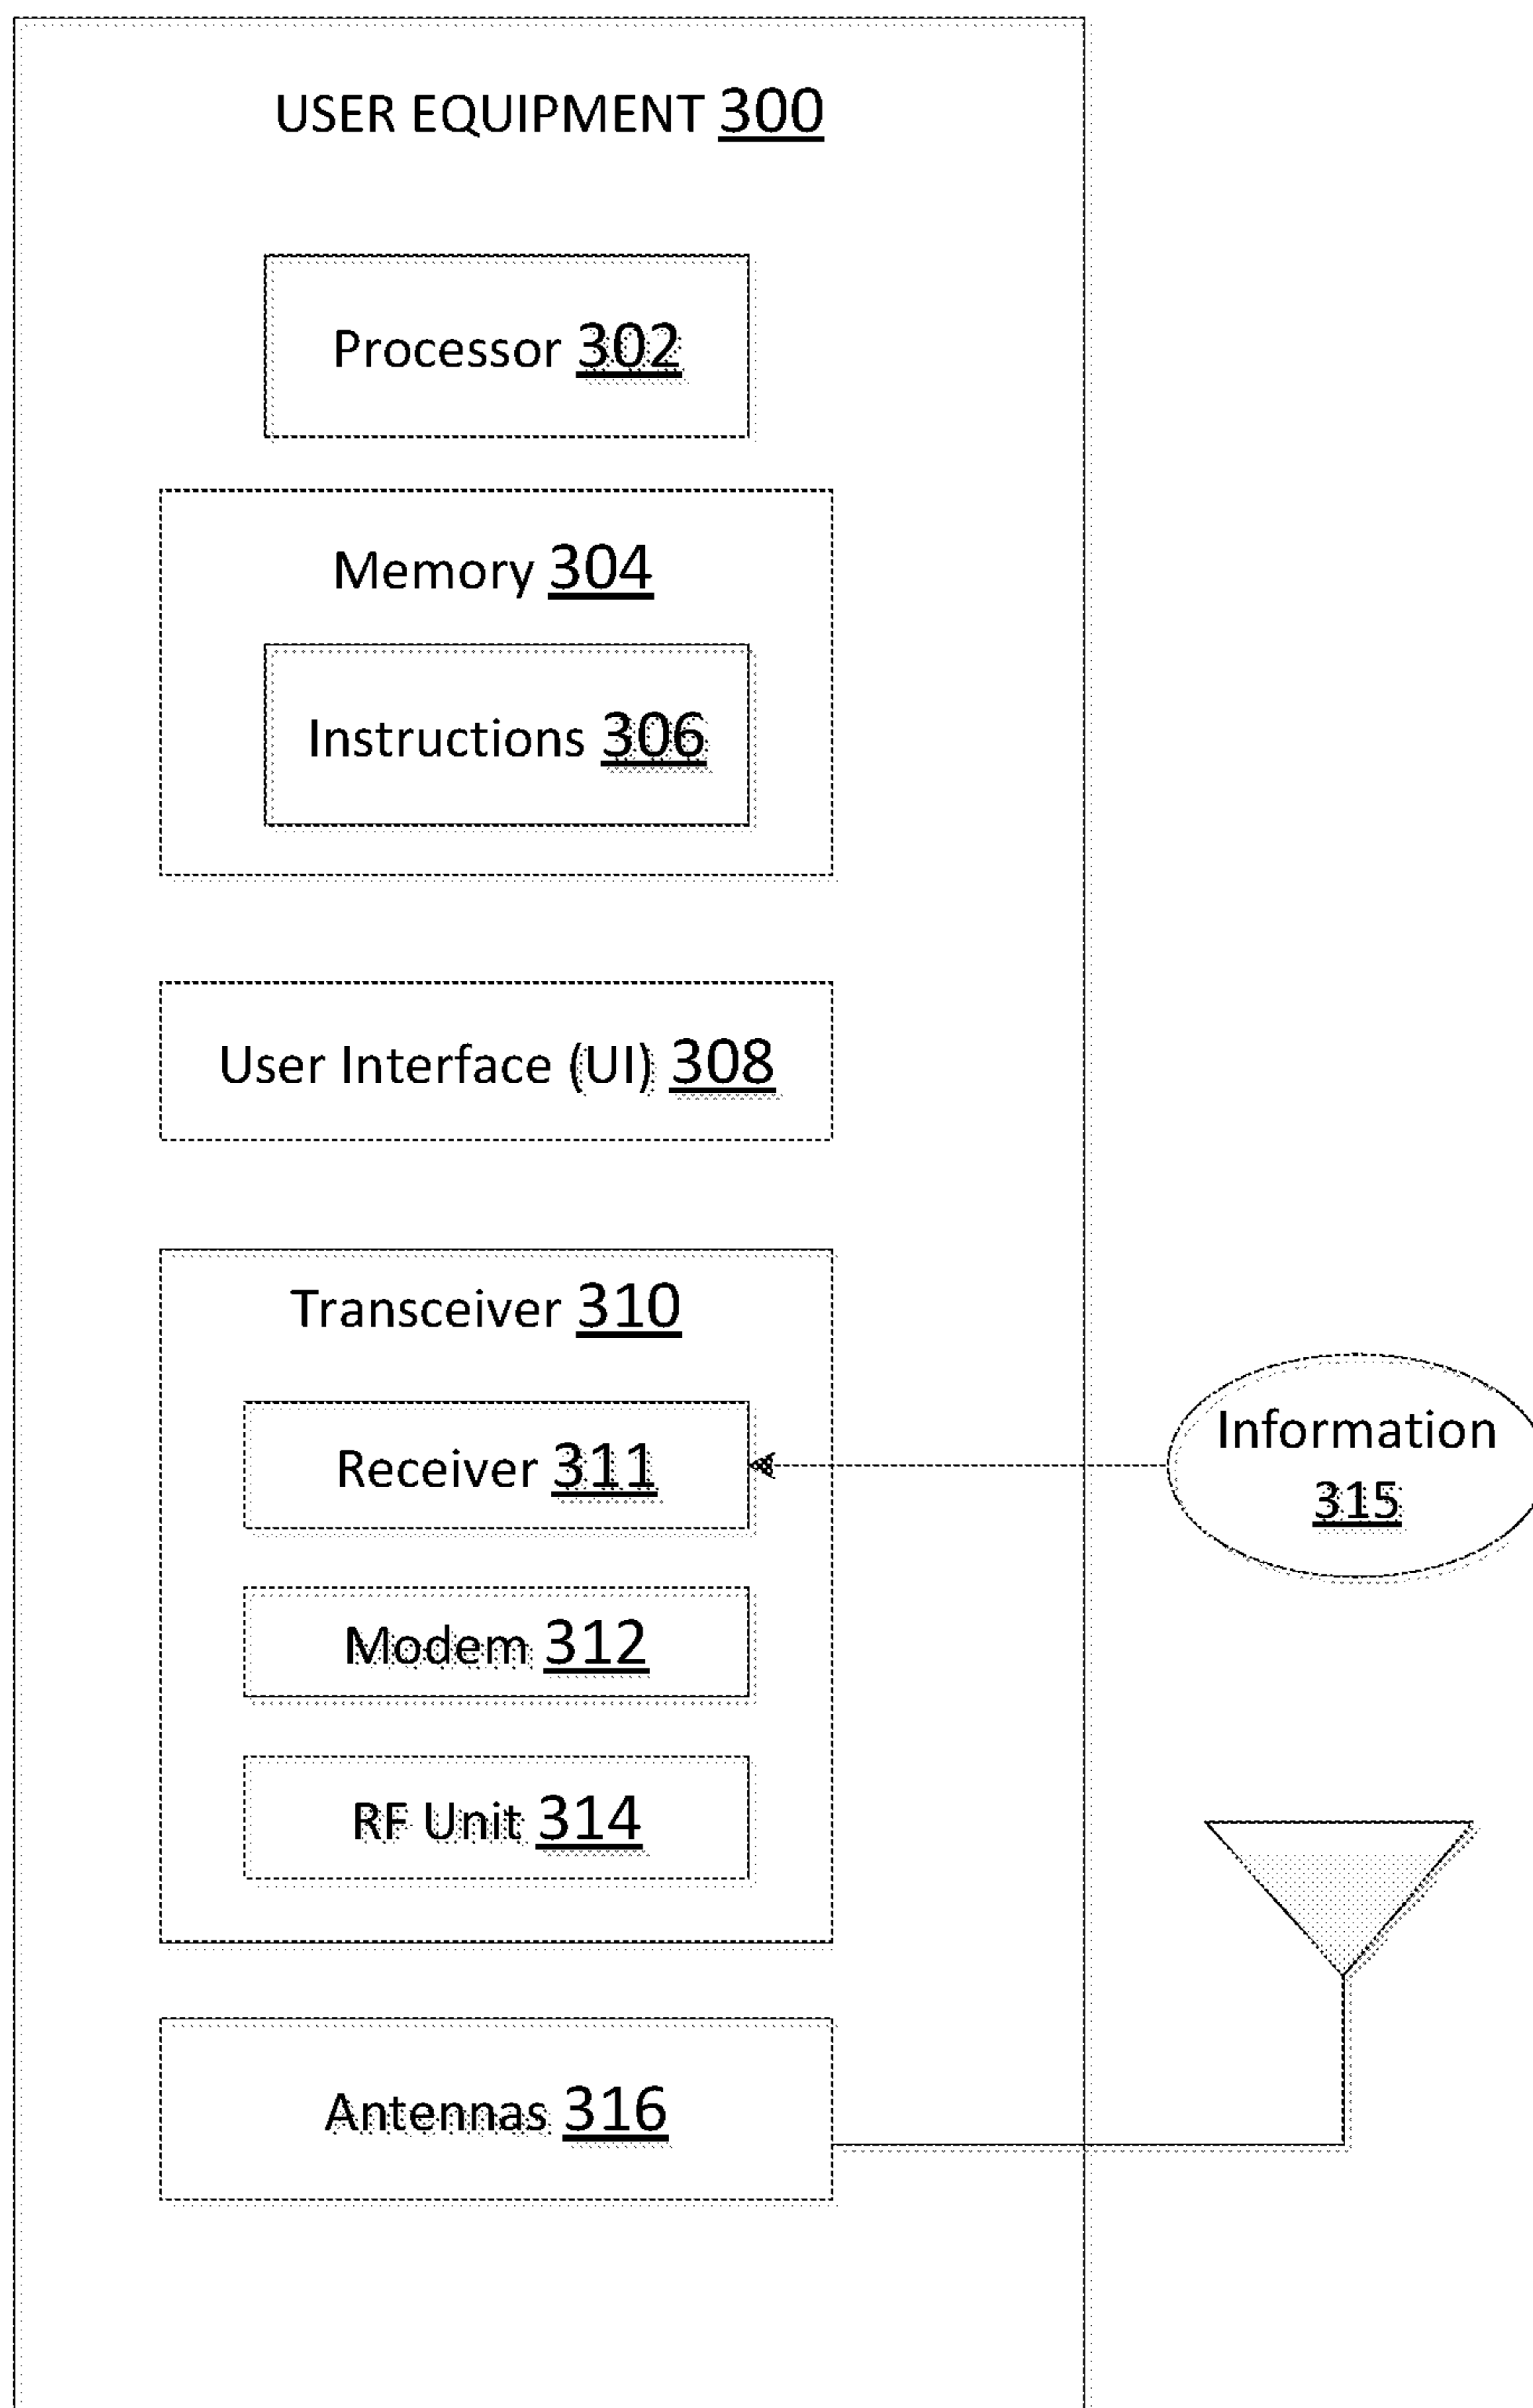 USER EQUIPMENT 300
Processor 302
Memory 304
Instructions 306
User Interface (UI) 308
Transceiver 310
Receiver 311
Information
315
Modem 312
RF Unit 314
Antennas 316